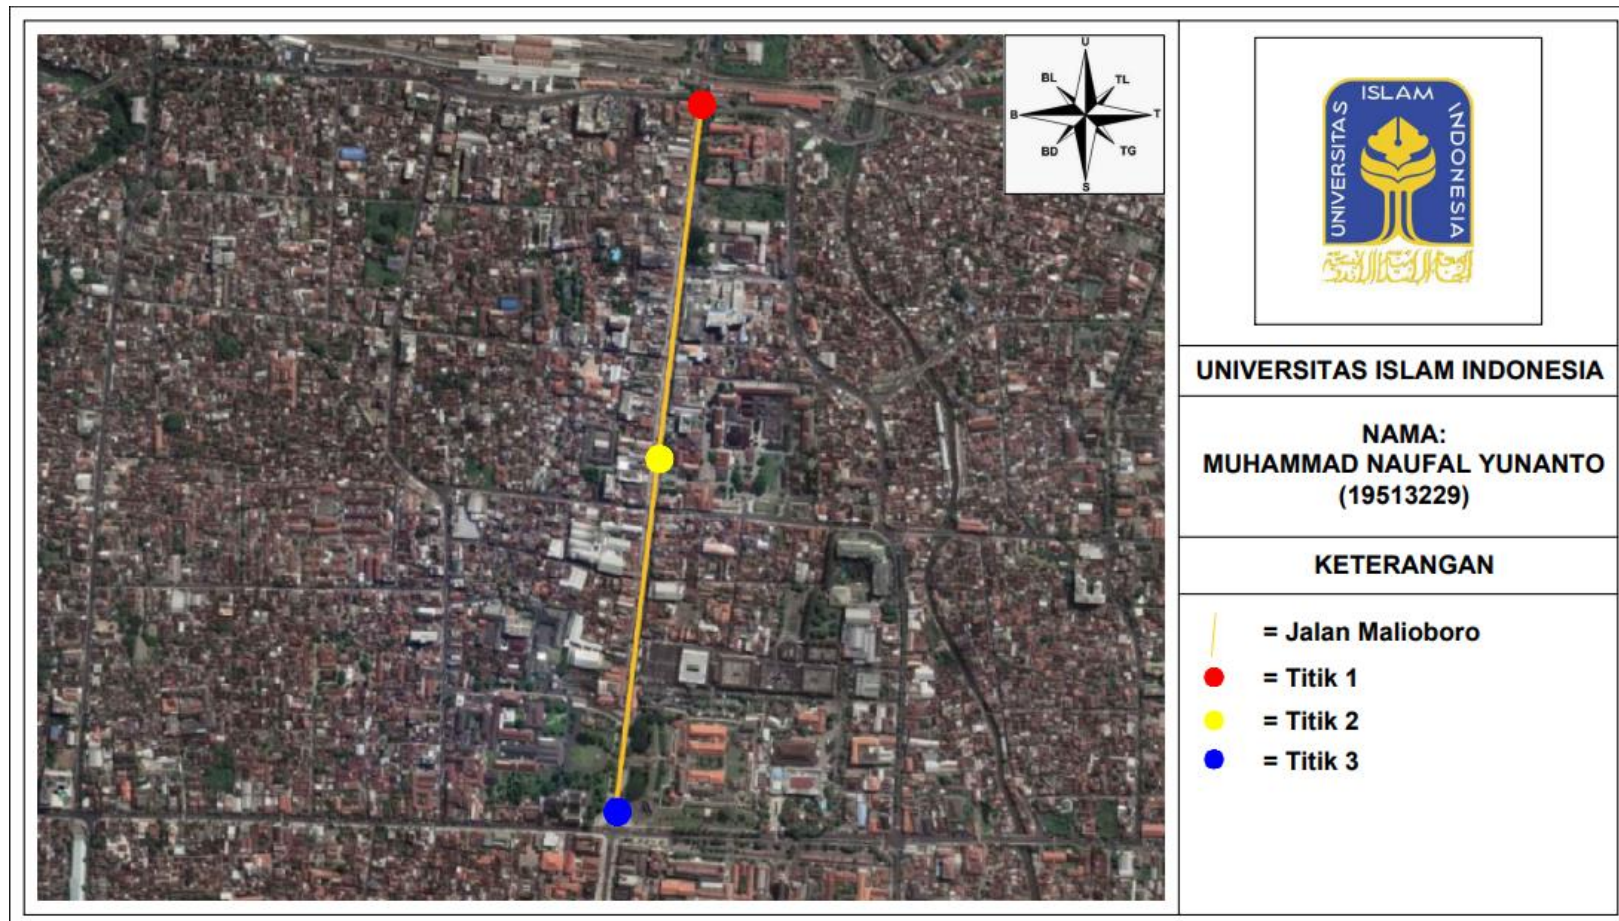 U
BL
TL
B
T
BD
TG
S
UNIVERSITAS ISLAM INDONESIA
UNIVERSITAS ISLAM INDONESIA
NAMA:
MUHAMMAD NAUFAL YUNANTO
(19513229)
KETERANGAN
= Jalan Malioboro
= Titik 1
= Titik 2
= Titik 3